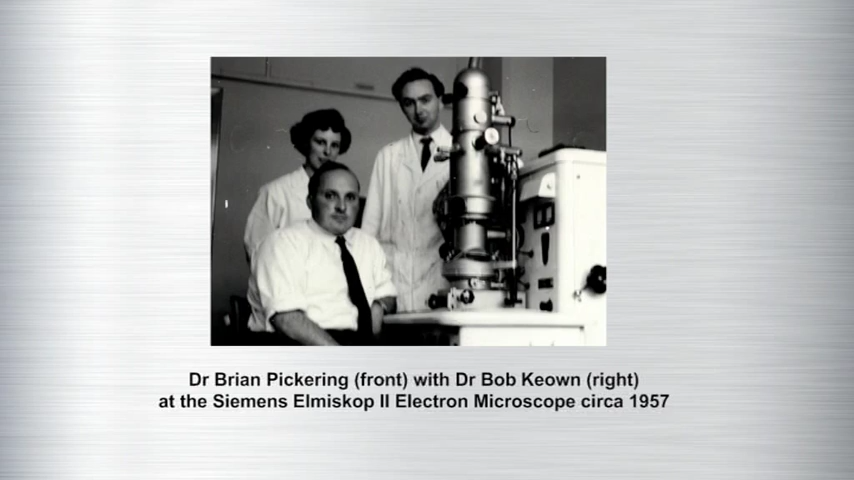 Dr Brian Pickering (front) with Dr Bob Keown (right)
at the Siemens Elmiskop II Electron Microscope circa 1957